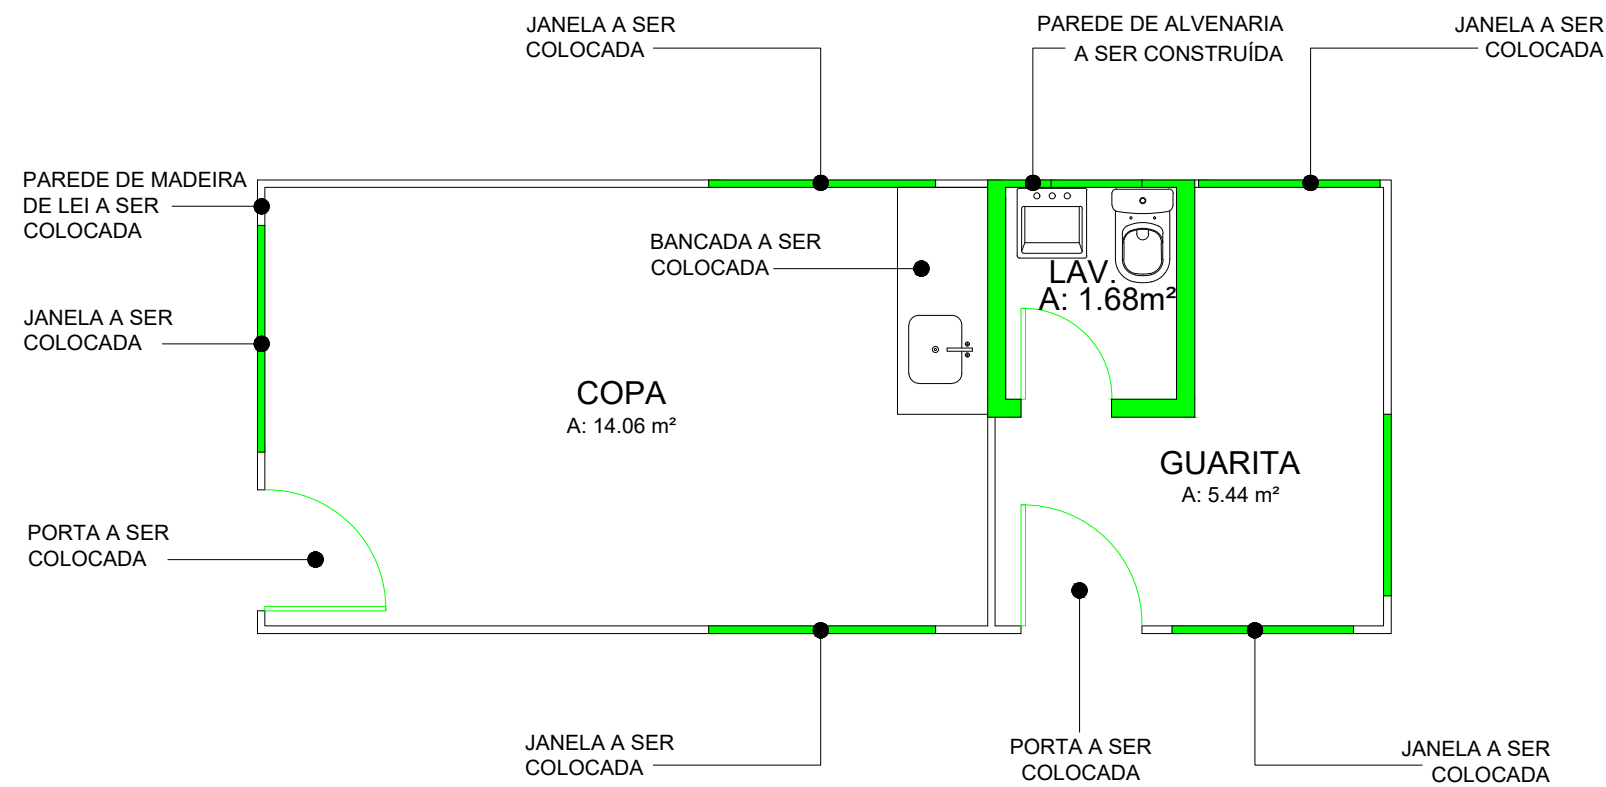 JANELA A SER
COLOCADA
PAREDE DE ALVENARIA
A SER CONSTRUÍDA
JANELA A SER
COLOCADA
PAREDE DE MADEIRA
DE LEI A SER
COLOCADA
BANCADA A SER
COLOCADA
LAV.
A: 1.68m²
JANELA A SER
COLOCADA
COPA
A: 14.06 m²
GUARITA
A: 5.44 m²
PORTA A SER
COLOCADA
JANELA A SER
COLOCADA
PORTA A SER
COLOCADA
JANELA A SER
COLOCADA